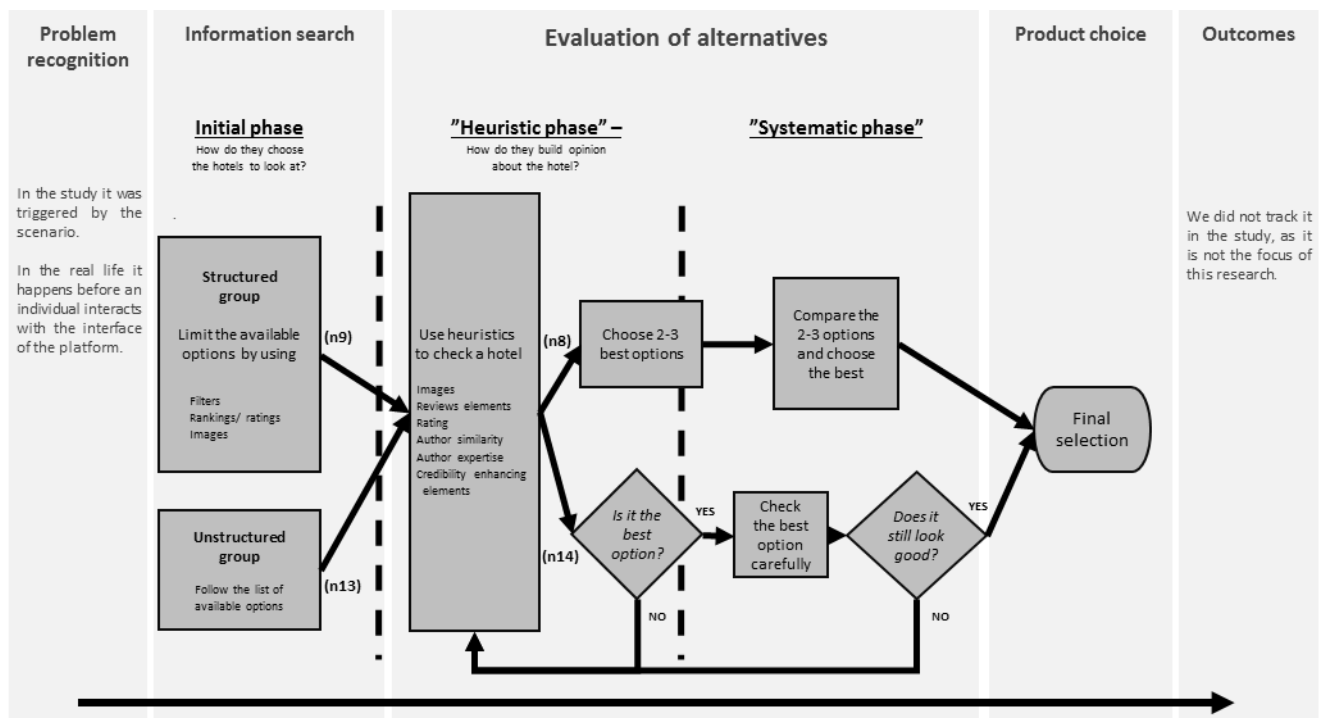 Problem
recognition
Information search
Evaluation of alternatives
Product choice
Outcomes
Initial phase
How do they choose
the hotels to look at?
”Heuristic phase” –
How do they build opinion
about the hotel?
”Systematic phase”
In the study it was
triggered by the
scenario.
In the real life it
happens before an
individual interacts
with the interface
of the platform.
.
Structured
group
Limit the available
options by using
Filters
Rankings/ ratings
Images
(n9)
Unstructured
group
Follow the list of
available options
(n13)
Use heuristics
to check a hotel
Images
Reviews elements
Rating
Author similarity
Author expertise
Credibility enhancing
elements
(n8)
(n14)
Choose 2-3
best options
Compare the
2-3 options
and choose
the best
Is it the
best
option?
YES
NO
Check
the best
option
carefully
Does it
still look
good?
YES
NO
Final
selection
We did not track it
in the study, as it
is not the focus of
this research.